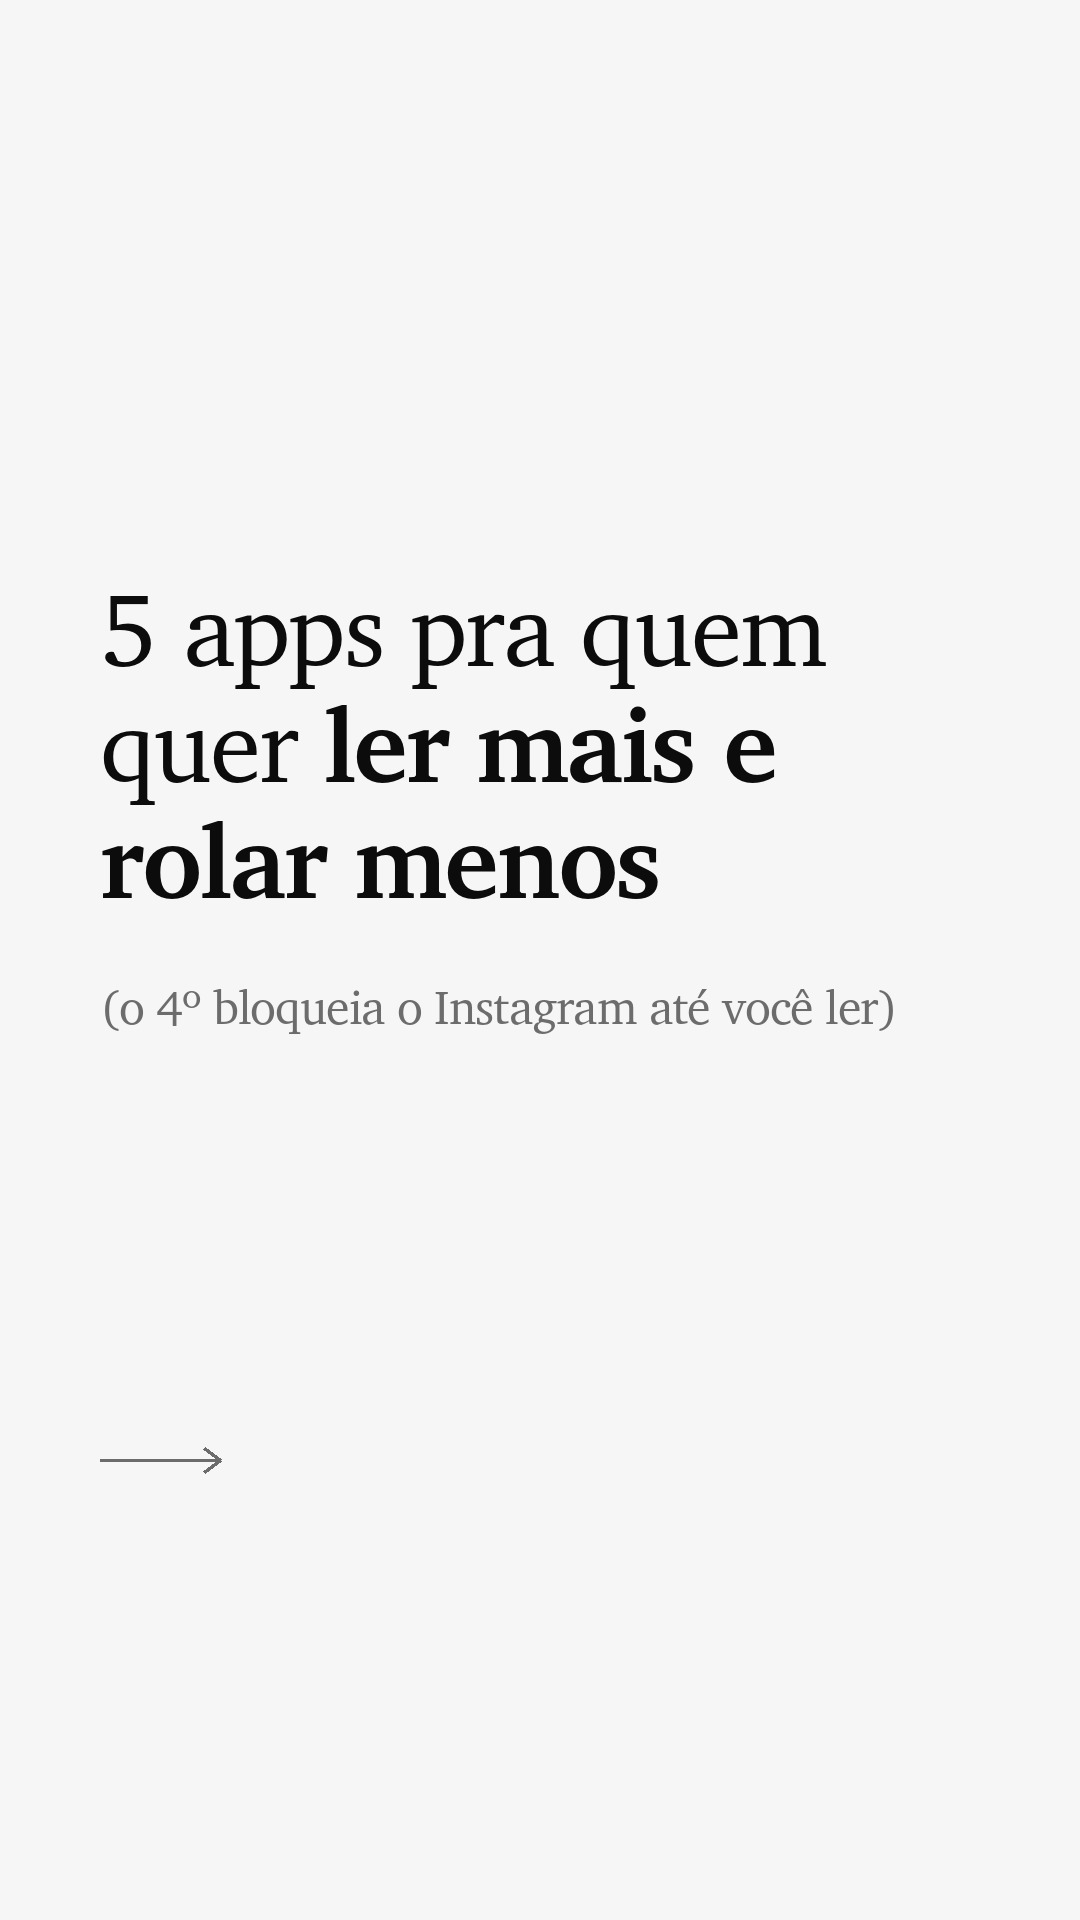 5 apps pra quem
quer ler mais e
rolar menos
(o 4º bloqueia o Instagram até você ler)